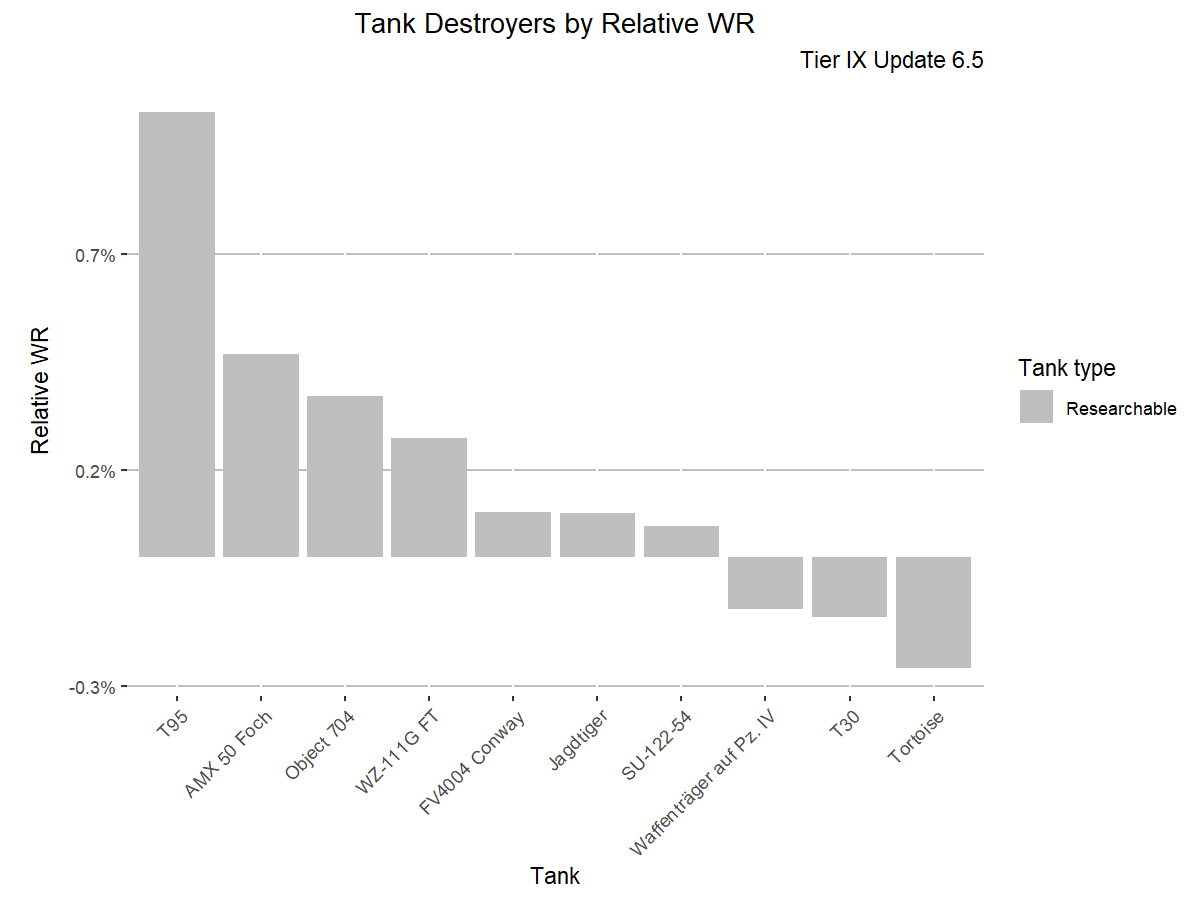 Tank Destroyers by Relative WR
Tier IX Update 6.5
Relative WR
0.7%
0.2%
-0.3%
T95
AMX 50 Foch
Object 704
WZ-111G FT
FV4004 Conway
Jagdtiger
SU-122-54
Waffenträger auf Pz. IV
T30
Tortoise
Tank
Tank type
Researchable